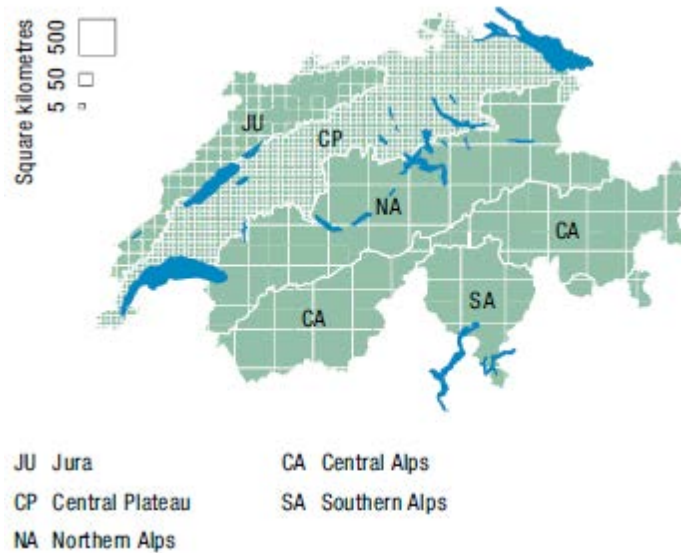 Square kilometres
500
50
5
JU
CP
NA
CA
CA
SA
JU Jura
CP Central Plateau
NA Northern Alps
CA Central Alps
SA Southern Alps